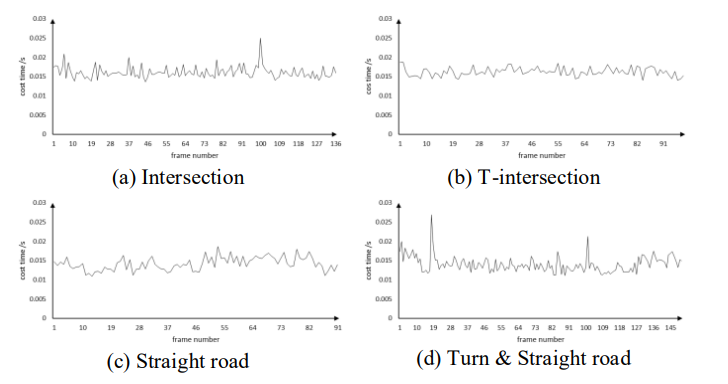 0.03
0.025
0.02
0.015
0.01
0.005
0
cost time /s
1 10 19 28 37 46 55 64 73 82 91 100 109 118 127 136
frame number
(a) Intersection
0.03
0.025
0.02
0.015
0.01
0.005
0
cos time /s
1 10 19 28 37 46 55 64 73 82 91
frame number
(b) T-intersection
0.03
0.025
0.02
0.015
0.01
0.005
0
cost time /s
1 10 19 28 37 46 55 64 73 82 91
frame number
(c) Straight road
0.03
0.025
0.02
0.015
0.01
0.005
0
cost time /s
1 10 19 28 37 46 55 64 73 82 91 100 109 118 127 136 145
frame number
(d) Turn & Straight road